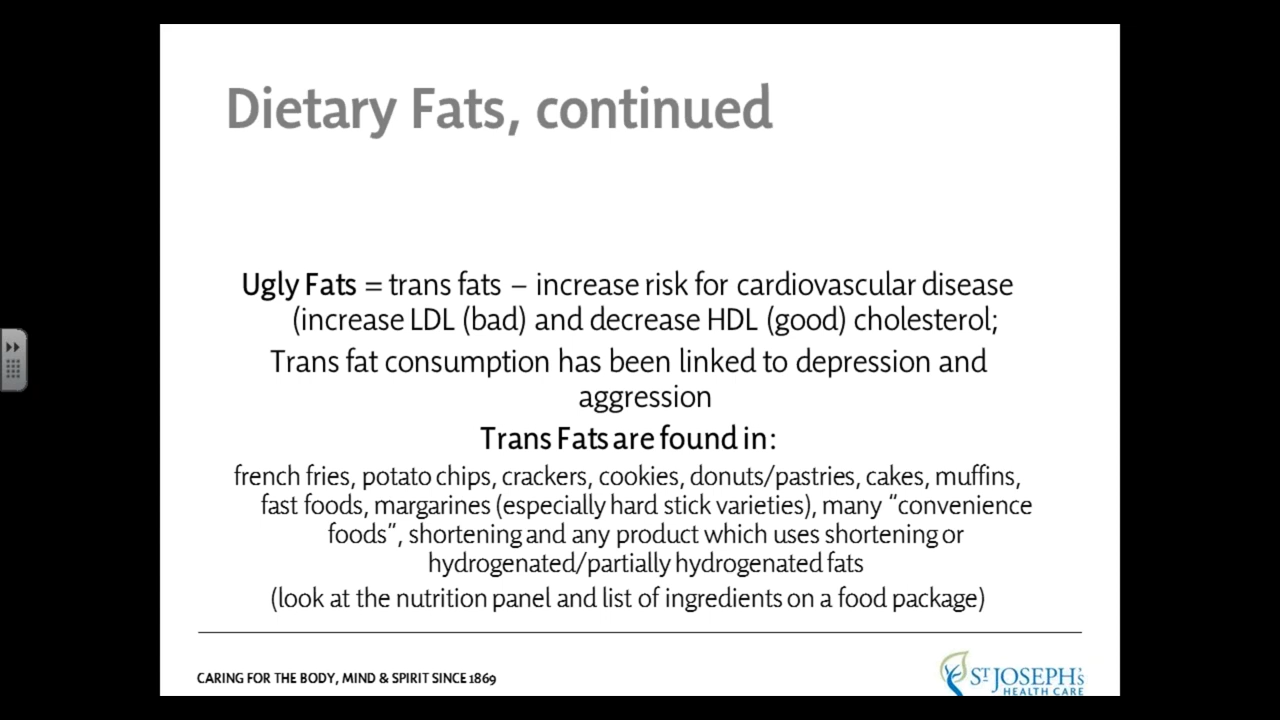 Dietary Fats, continued
Ugly Fats = trans fats – increase risk for cardiovascular disease
(increase LDL (bad) and decrease HDL (good) cholesterol;
Trans fat consumption has been linked to depression and
aggression
Trans Fats are found in:
french fries, potato chips, crackers, cookies, donuts/pastries, cakes, muffins,
fast foods, margarines (especially hard stick varieties), many “convenience
foods”, shortening and any product which uses shortening or
hydrogenated/partially hydrogenated fats
(look at the nutrition panel and list of ingredients on a food package)
CARING FOR THE BODY, MIND & SPIRIT SINCE 1869
ST JOSEPH'S
HEALTH CARE